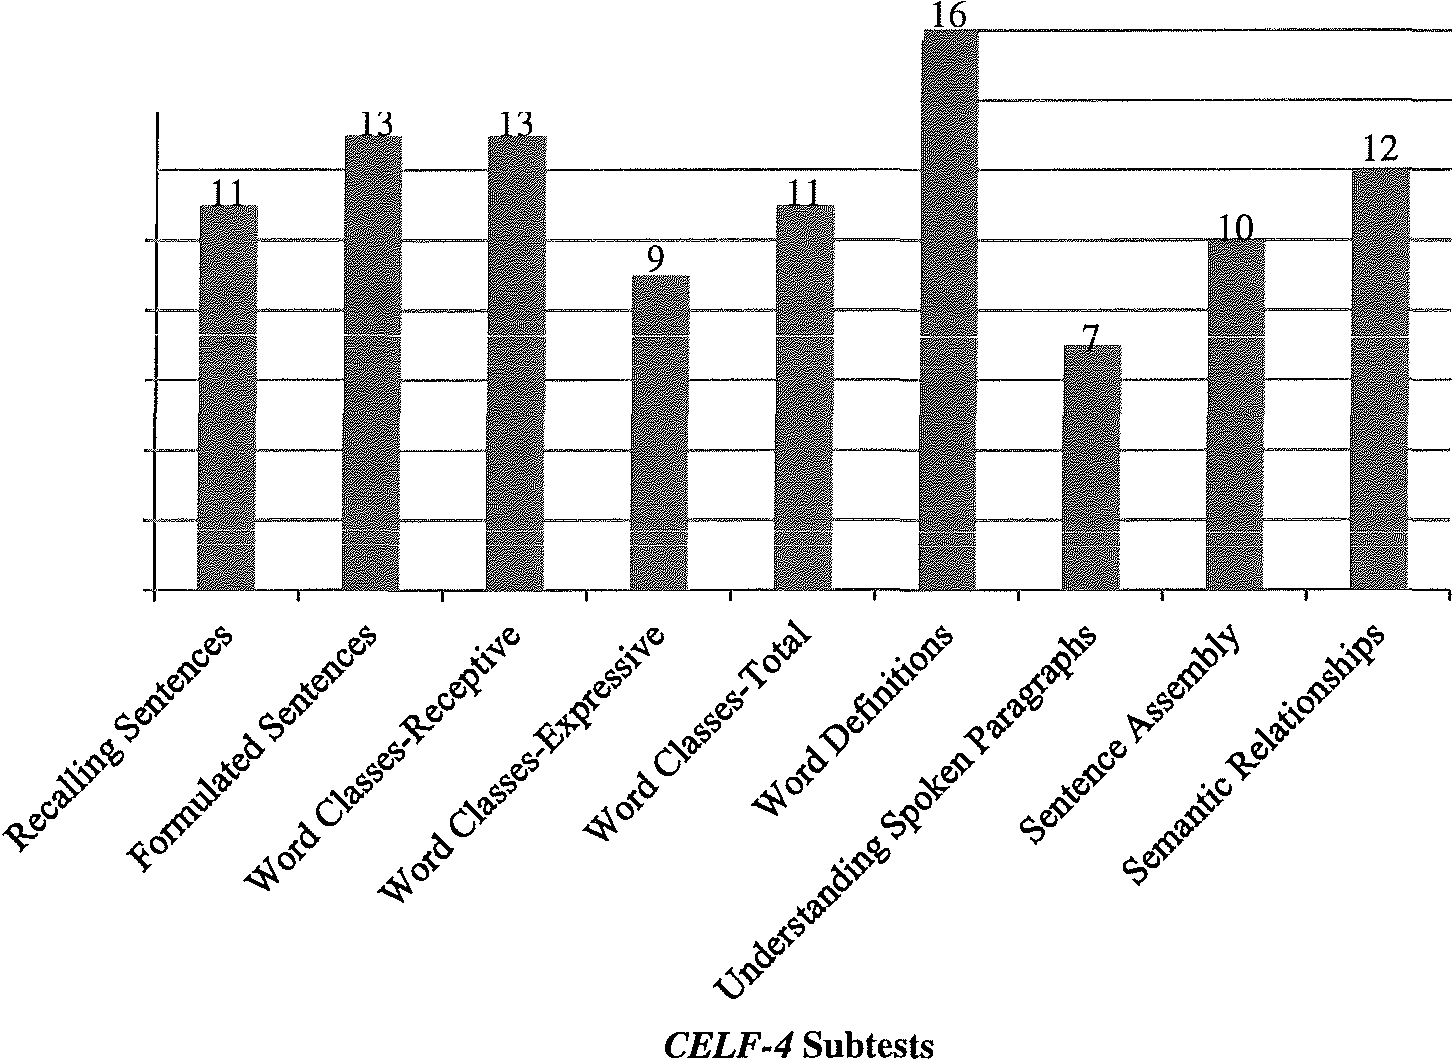 16
13
13
12
11
11
10
9
7
Recalling Sentences
Formulated Sentences
Word Classes-Receptive
Word Classes-Expressive
Word Classes-Total
Word Definitions
Understanding Spoken Paragraphs
Sentence Assembly
Semantic Relationships
CELF-4 Subtests